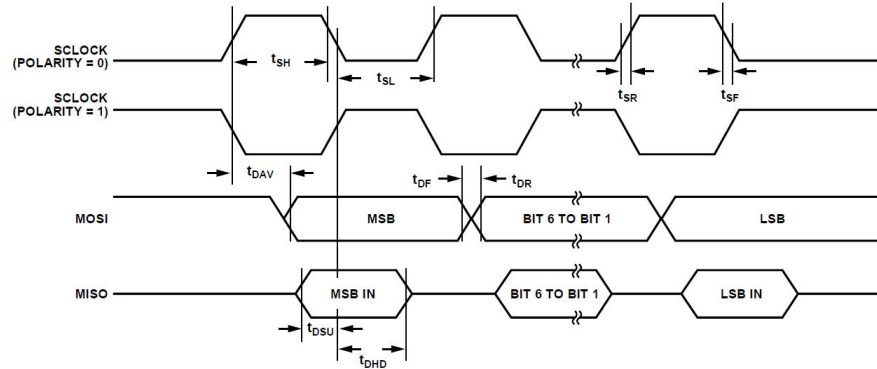 SCLOCK
(POLARITY = 0)
tSH
tSL
tSR
tSF
SCLOCK
(POLARITY = 1)
tDAV
tDF
tDR
MOSI
MSB
BIT 6 TO BIT 1
LSB
MISO
MSB IN
BIT 6 TO BIT 1
LSB IN
tDSU
tDHD